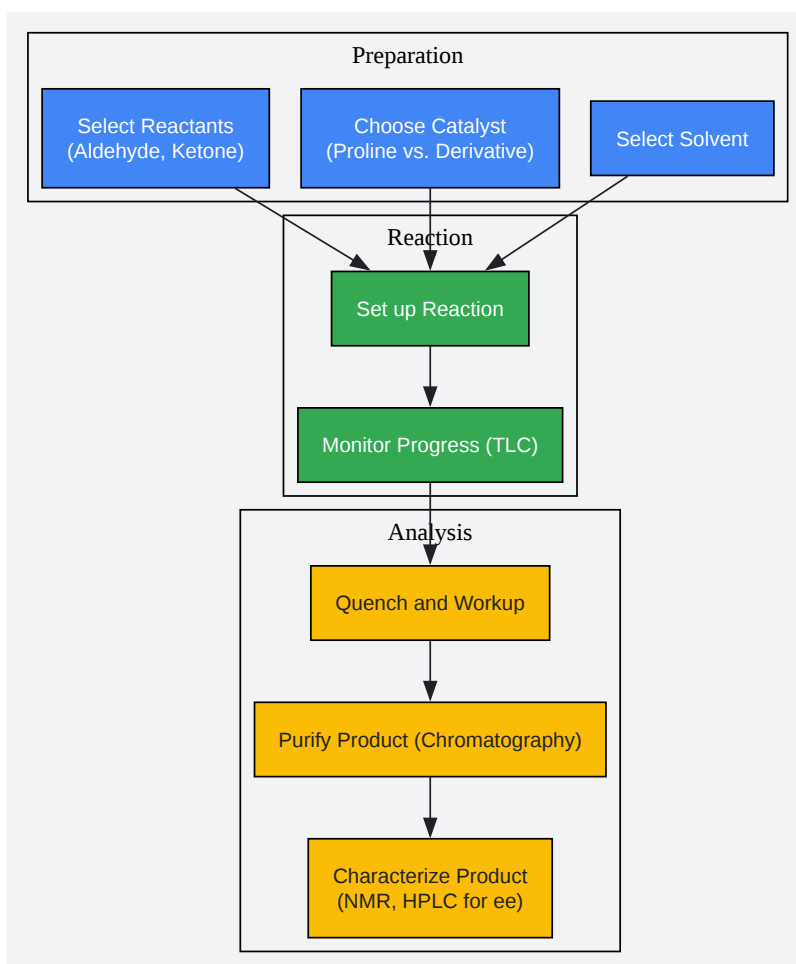 Preparation
Select Reactants
(Aldehyde, Ketone)
Choose Catalyst
(Proline vs. Derivative)
Select Solvent
Reaction
Set up Reaction
Monitor Progress (TLC)
Analysis
Quench and Workup
Purify Product (Chromatography)
Characterize Product
(NMR, HPLC for ee)